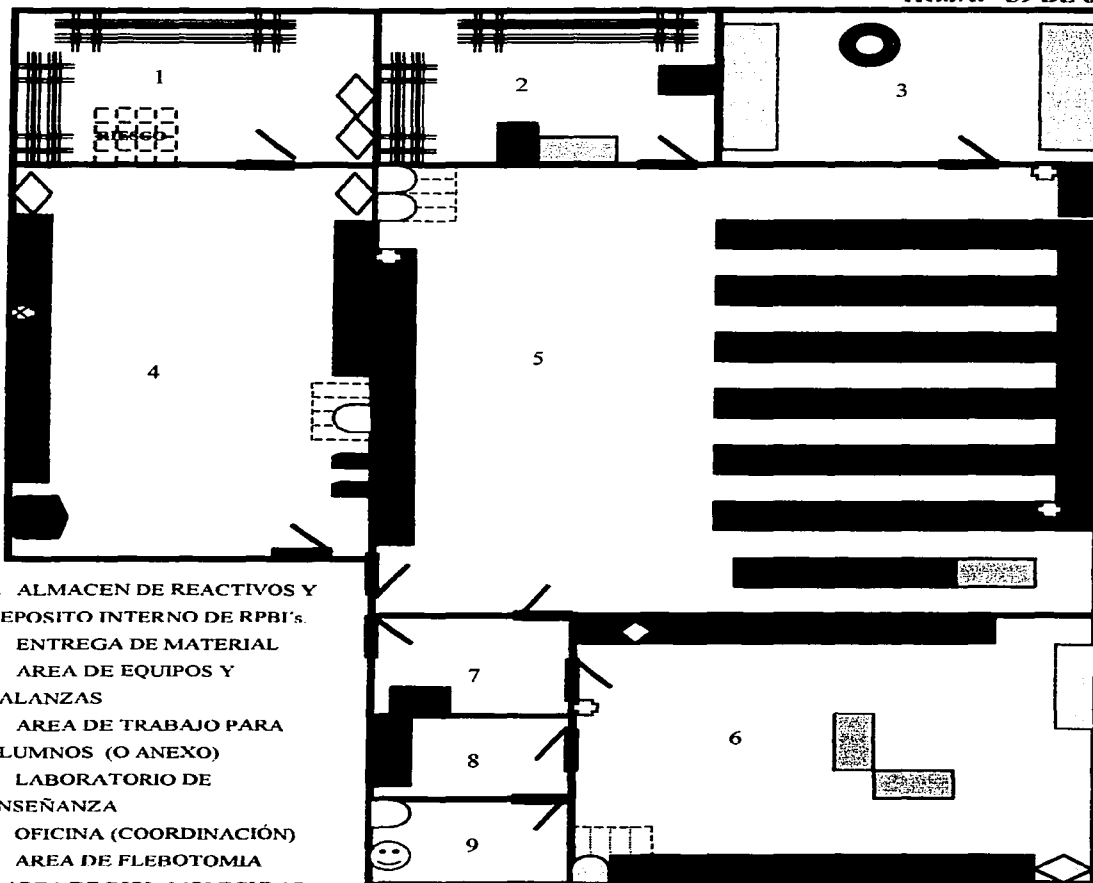 1
2
3
RIESGO
4
5
ALMACEN DE REACTIVOS Y
EPOSITO INTERNO DE RPBI's.
ENTREGA DE MATERIAL
AREA DE EQUIPOS Y
ALANZAS
AREA DE TRABAJO PARA
LUMNOS (O ANEXO)
LABORATORIO DE
NSEÑANZA
OFICINA (COORDINACIÓN)
AREA DE FLEBOTOMIA
7
6
8
9